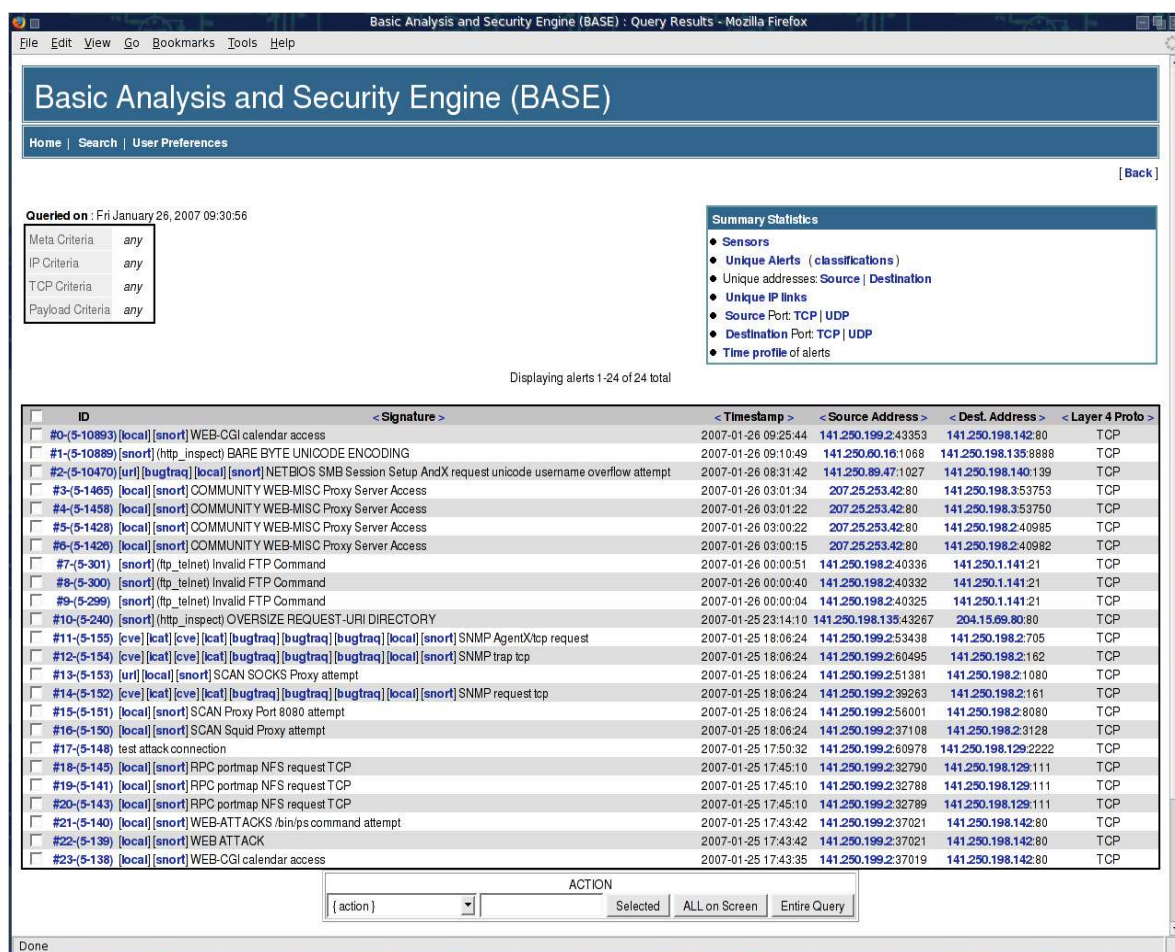 Basic Analysis and Security Engine (BASE) : Query Results - Mozilla Firefox
File Edit View Go Bookmarks Tools Help
Basic Analysis and Security Engine (BASE)
Home | Search | User Preferences
[ Back ]
Queried on : Fri January 26, 2007 09:30:56
Meta Criteria any
IP Criteria any
TCP Criteria any
Payload Criteria any
Summary Statistics
Sensors
Unique Alerts ( classifications )
Unique addresses: Source | Destination
Unique IP links
Source Port: TCP | UDP
Destination Port: TCP | UDP
Time profile of alerts
Displaying alerts 1-24 of 24 total
ID < Signature > < Timestamp > < Source Address > < Dest. Address > < Layer 4 Proto >
#0-(5-10893) [local] [snort] WEB-CGI calendar access 2007-01-26 09:25:44 141.250.199.2:43353 141.250.198.142:80 TCP
#1-(5-10889) [snort] (http_inspect) BARE BYTE UNICODE ENCODING 2007-01-26 09:10:49 141.250.60.16:1068 141.250.198.135:8888 TCP
#2-(5-10470) [url] [bugtraq] [local] [snort] NETBIOS SMB Session Setup AndX request unicode username overflow attempt 2007-01-26 08:31:42 141.250.89.47:1027 141.250.198.140:139 TCP
#3-(5-1465) [local] [snort] COMMUNITY WEB-MISC Proxy Server Access 2007-01-26 03:01:34 207.25.253.42:80 141.250.198.3:53753 TCP
#4-(5-1458) [local] [snort] COMMUNITY WEB-MISC Proxy Server Access 2007-01-26 03:01:22 207.25.253.42:80 141.250.198.3:53750 TCP
#5-(5-1428) [local] [snort] COMMUNITY WEB-MISC Proxy Server Access 2007-01-26 03:00:22 207.25.253.42:80 141.250.198.2:40985 TCP
#6-(5-1426) [local] [snort] COMMUNITY WEB-MISC Proxy Server Access 2007-01-26 03:00:15 207.25.253.42:80 141.250.198.2:40982 TCP
#7-(5-301) [snort] (ftp_telnet) Invalid FTP Command 2007-01-26 00:00:51 141.250.198.2:40336 141.250.1.141:21 TCP
#8-(5-300) [snort] (ftp_telnet) Invalid FTP Command 2007-01-26 00:00:40 141.250.198.2:40332 141.250.1.141:21 TCP
#9-(5-299) [snort] (ftp_telnet) Invalid FTP Command 2007-01-26 00:00:04 141.250.198.2:40325 141.250.1.141:21 TCP
#10-(5-240) [snort] (http_inspect) OVERSIZE REQUEST-URI DIRECTORY 2007-01-25 23:14:10 141.250.198.135:43267 204.15.69.80:80 TCP
#11-(5-155) [cve] [icat] [cve] [icat] [bugtraq] [bugtraq] [bugtraq] [local] [snort] SNMP AgentX/tcp request 2007-01-25 18:06:24 141.250.199.2:53438 141.250.198.2:705 TCP
#12-(5-154) [cve] [icat] [cve] [icat] [bugtraq] [bugtraq] [bugtraq] [local] [snort] SNMP trap tcp 2007-01-25 18:06:24 141.250.199.2:60495 141.250.198.2:162 TCP
#13-(5-153) [url] [local] [snort] SCAN SOCKS Proxy attempt 2007-01-25 18:06:24 141.250.199.2:51381 141.250.198.2:1080 TCP
#14-(5-152) [cve] [icat] [cve] [icat] [bugtraq] [bugtraq] [bugtraq] [local] [snort] SNMP request tcp 2007-01-25 18:06:24 141.250.199.2:39263 141.250.198.2:161 TCP
#15-(5-151) [local] [snort] SCAN Proxy Port 8080 attempt 2007-01-25 18:06:24 141.250.199.2:56001 141.250.198.2:8080 TCP
#16-(5-150) [local] [snort] SCAN Squid Proxy attempt 2007-01-25 18:06:24 141.250.199.2:37108 141.250.198.2:3128 TCP
#17-(5-148) test attack connection 2007-01-25 17:50:32 141.250.199.2:60978 141.250.198.129:2222 TCP
#18-(5-145) [local] [snort] RPC portmap NFS request TCP 2007-01-25 17:45:10 141.250.199.2:32790 141.250.198.129:111 TCP
#19-(5-141) [local] [snort] RPC portmap NFS request TCP 2007-01-25 17:45:10 141.250.199.2:32788 141.250.198.129:111 TCP
#20-(5-143) [local] [snort] RPC portmap NFS request TCP 2007-01-25 17:45:10 141.250.199.2:32789 141.250.198.129:111 TCP
#21-(5-140) [local] [snort] WEB-ATTACKS /bin/ps command attempt 2007-01-25 17:43:42 141.250.199.2:37021 141.250.198.142:80 TCP
#22-(5-139) [local] [snort] WEB ATTACK 2007-01-25 17:43:42 141.250.199.2:37021 141.250.198.142:80 TCP
#23-(5-138) [local] [snort] WEB-CGI calendar access 2007-01-25 17:43:35 141.250.199.2:37019 141.250.198.142:80 TCP
ACTION
{ action } Selected ALL on Screen Entire Query
Done